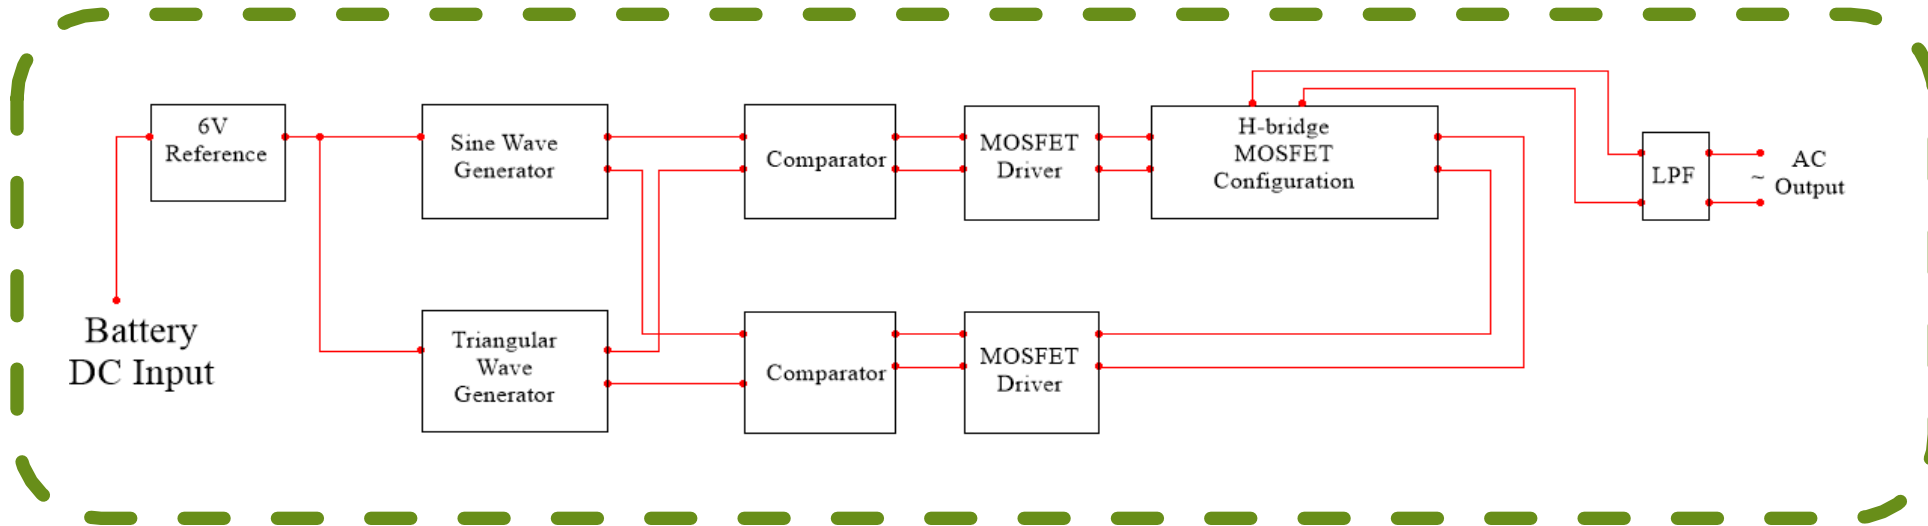 6V
Reference
Sine Wave
Generator
Comparator
MOSFET
Driver
H-bridge
MOSFET
Configuration
LPF
AC
~ Output
Battery
DC Input
Triangular
Wave
Generator
Comparator
MOSFET
Driver